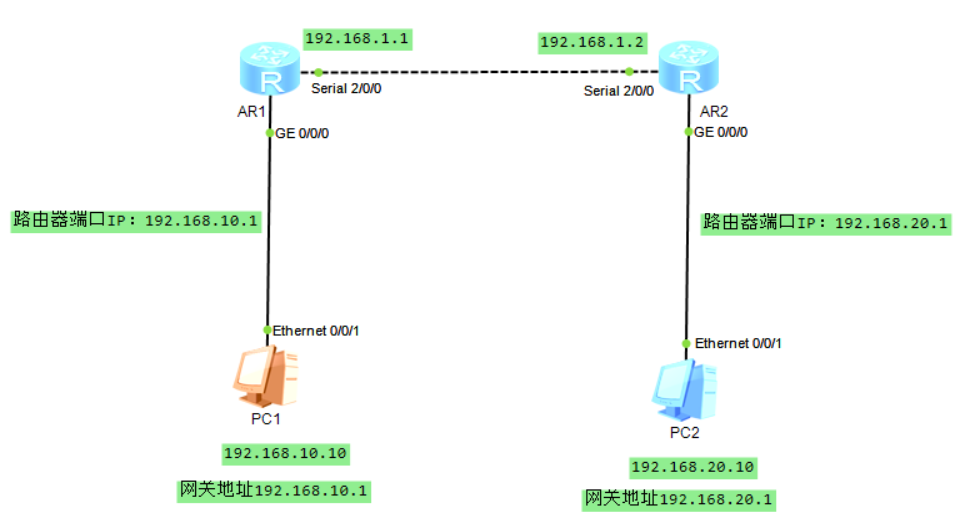 192.168.1.1
192.168.1.2
R
R
Serial 2/0/0
Serial 2/0/0
AR1
AR2
GE 0/0/0
GE 0/0/0
路由器端口IP：192.168.10.1
路由器端口IP：192.168.20.1
Ethernet 0/0/1
Ethernet 0/0/1
PC1
PC2
192.168.10.10
192.168.20.10
网关地址192.168.10.1
网关地址192.168.20.1